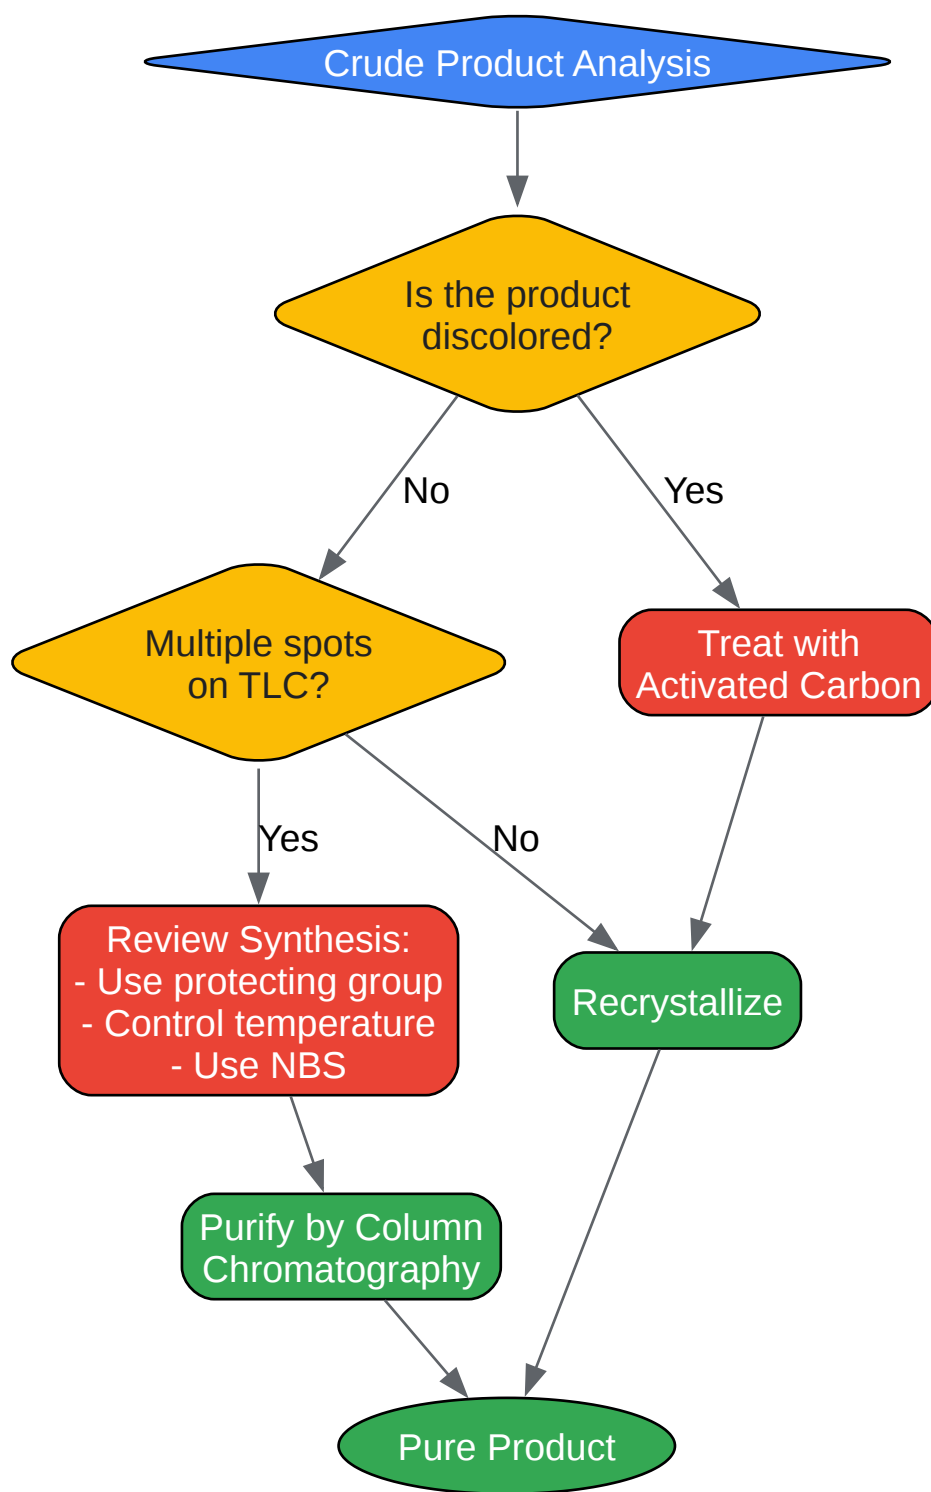 Crude Product Analysis
Is the product
discolored?
No
Yes
Multiple spots
on TLC?
Treat with
Activated Carbon
Yes
No
Review Synthesis:
- Use protecting group
- Control temperature
- Use NBS
Recrystallize
Purify by Column
Chromatography
Pure Product